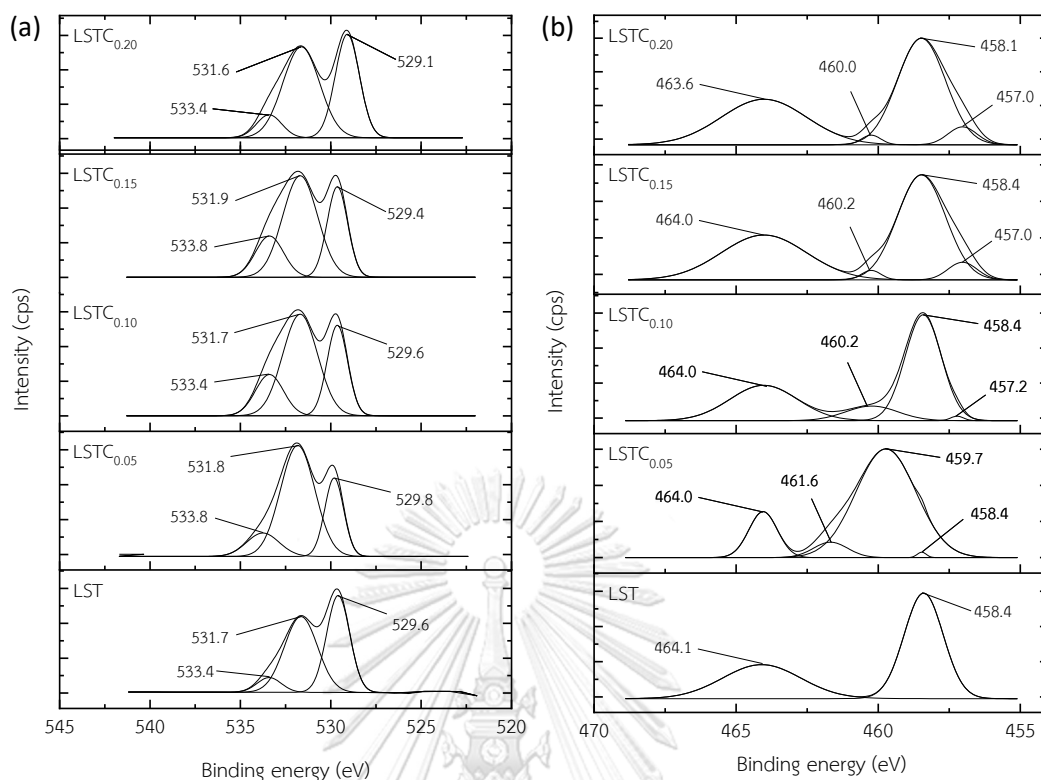 (a)
LSTC0.20
531.6
529.1
533.4
LSTC0.15
531.9
529.4
533.8
LSTC0.10
531.7
529.6
533.4
LSTC0.05
531.8
529.8
533.8
LST
531.7
529.6
533.4
545 540 535 530 525 520
Binding energy (eV)
Intensity (cps)
(b)
LSTC0.20
458.1
460.0
463.6
457.0
LSTC0.15
458.4
460.2
464.0
457.0
LSTC0.10
458.4
460.2
464.0
457.2
LSTC0.05
459.7
461.6
464.0
458.4
LST
458.4
464.1
470 465 460 455
Binding energy (eV)
Intensity (cps)